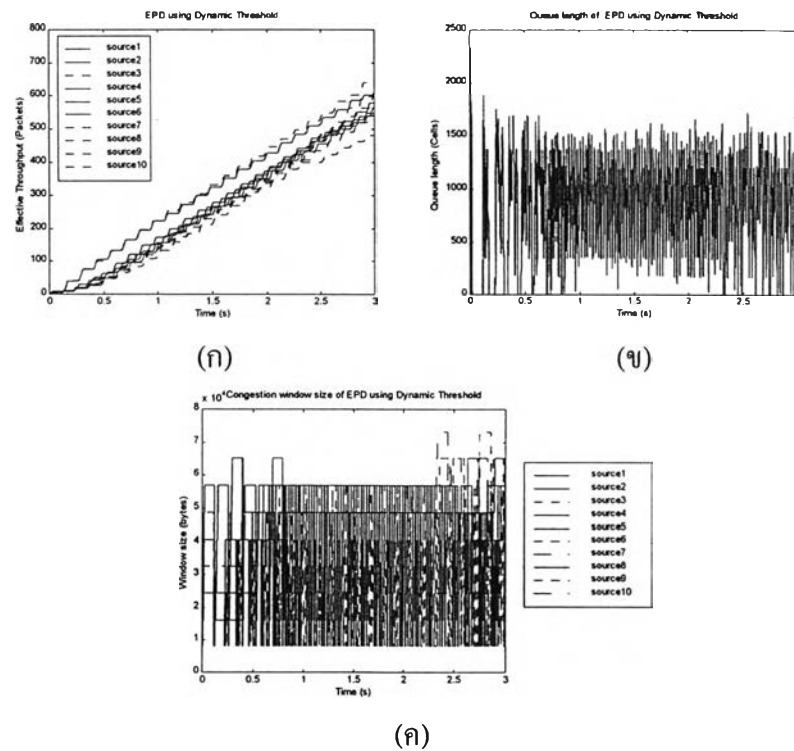 EPD using Dynamic Threshold
Effective Throughput (Packets)
800
700
600
500
400
300
200
100
0
source1
source2
source3
source4
source5
source6
source7
source8
source9
source10
0 0.5 1 1.5 2 2.5 3
Time (s)
(ก)
Queue length of EPD using Dynamic Threshold
Queue length (Cells)
2500
2000
1500
1000
500
0
0 0.5 1 1.5 2 2.5 3
Time (s)
(ข)
x 10⁴ Congestion window size of EPD using Dynamic Threshold
Window size (bytes)
8
7
6
5
4
3
2
1
0
0 0.5 1 1.5 2 2.5 3
Time (s)
source1
source2
source3
source4
source5
source6
source7
source8
source9
source10
(ค)